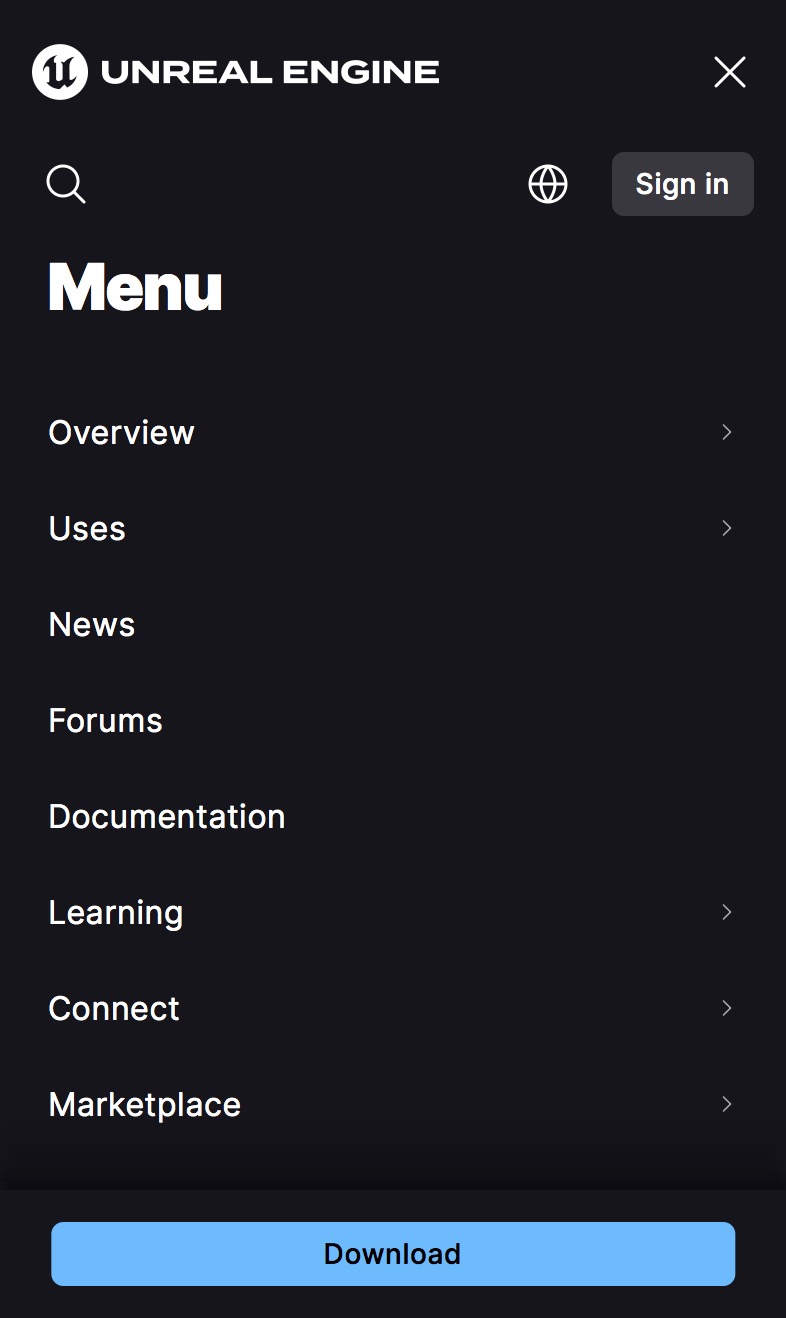 UNREAL ENGINE
Sign in
Menu
Overview
Uses
News
Forums
Documentation
Learning
Connect
Marketplace
Download